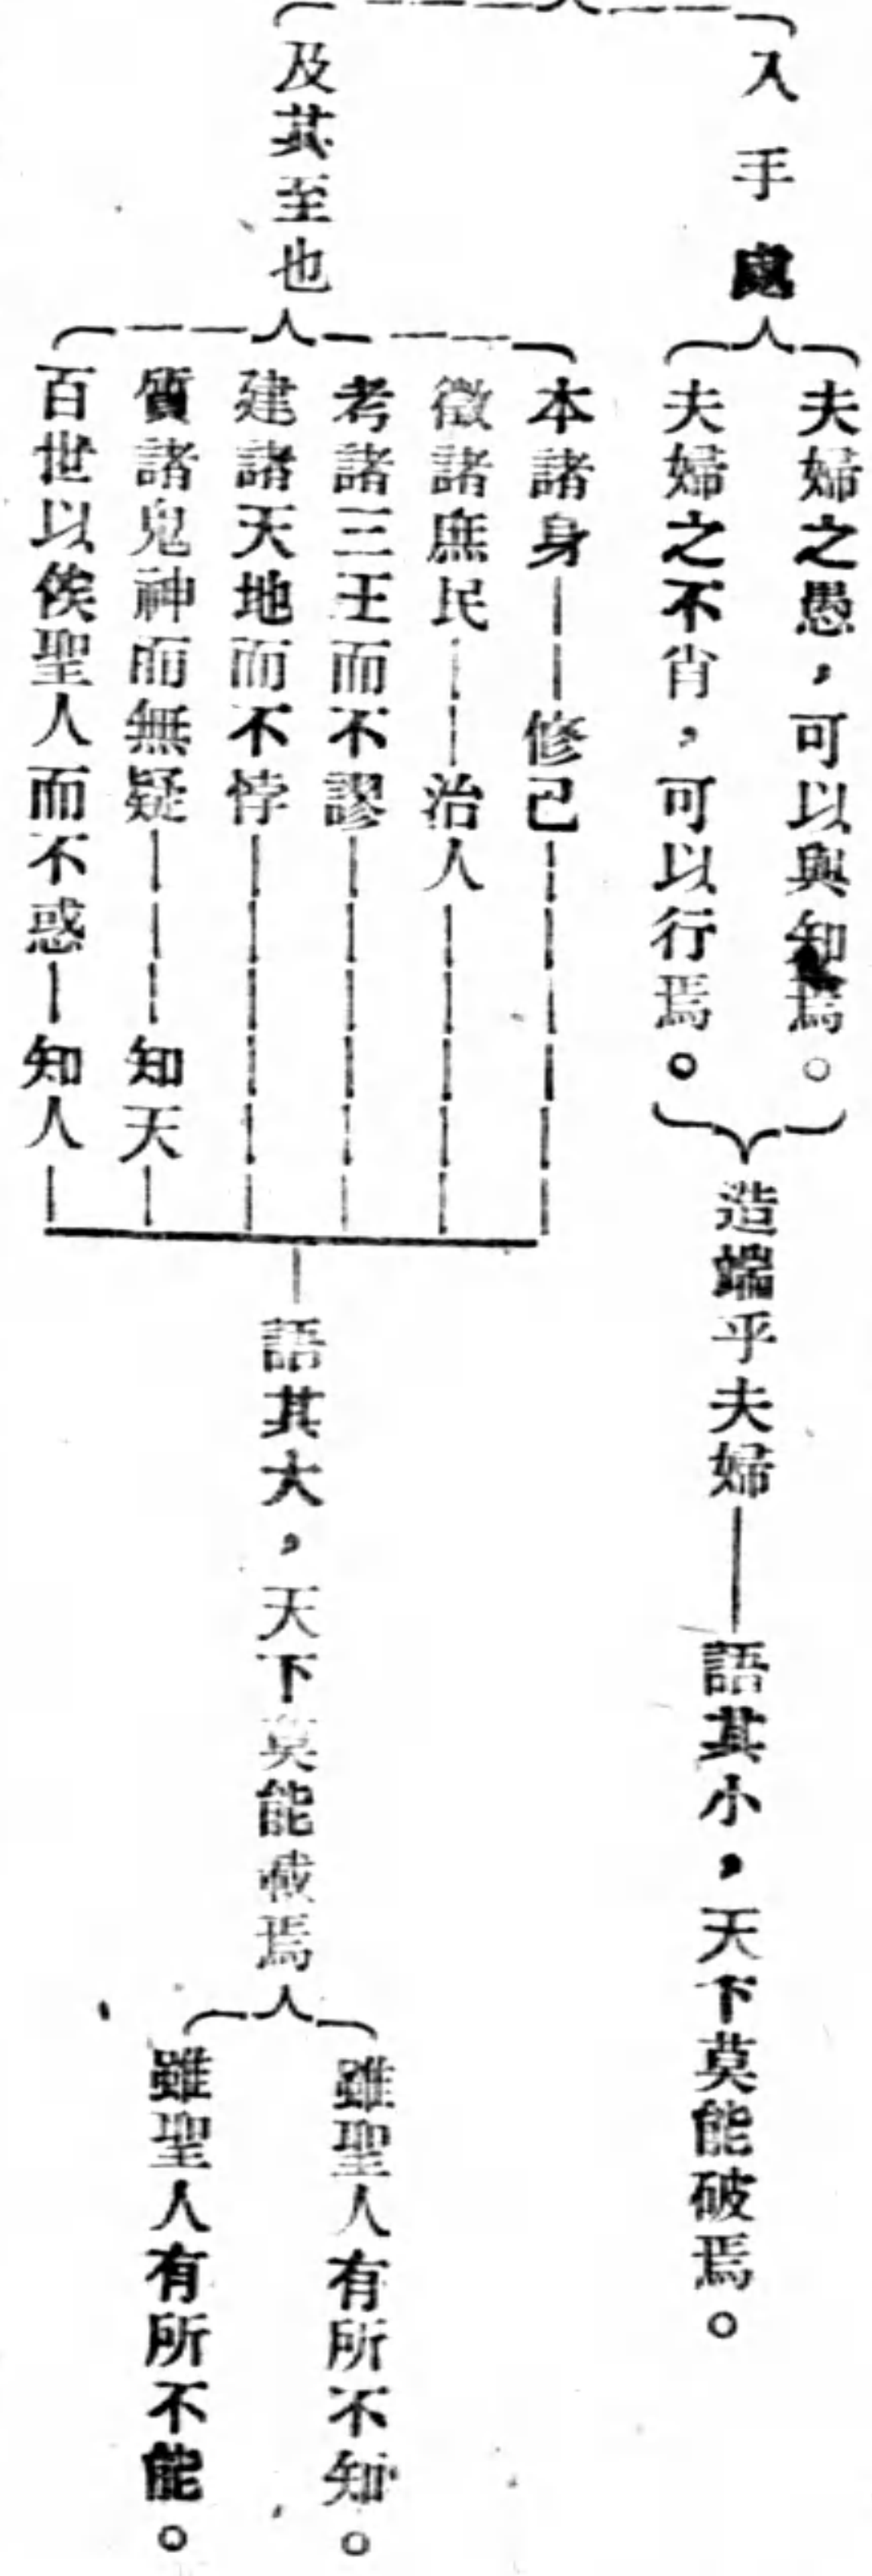 入手處
夫婦之愚，可以與知焉。
夫婦之不肖，可以行焉。
造端乎夫婦——語其小，天下莫能破焉。
及其至也
本諸身——修己
徵諸庶民——治人
考諸三王而不謬
建諸天地而不悖
質諸鬼神而無疑——知天
百世以俟聖人而不惑—知人
語其大，天下莫能載焉
雖聖人有所不知。
雖聖人有所不能。